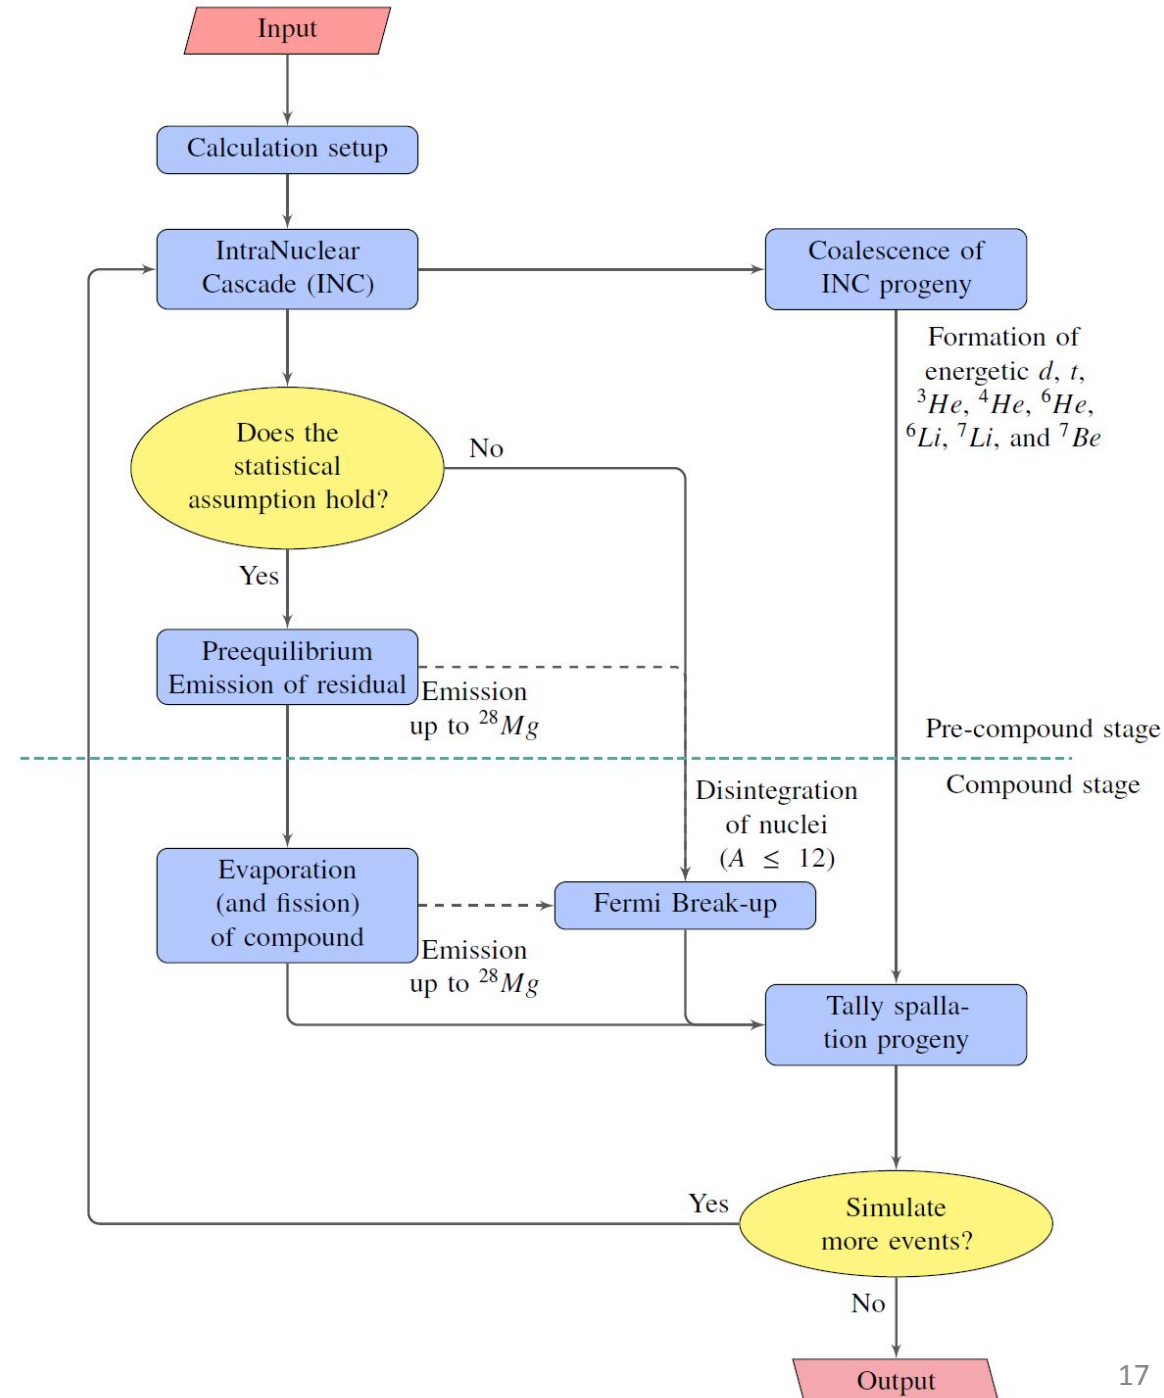 Input
Calculation setup
IntraNuclear
Cascade (INC)
Coalescence of
INC progeny
Formation of
energetic d, t,
³He, ⁴He, ⁶He,
⁶Li, ⁷Li, and ⁷Be
Does the
statistical
assumption hold?
No
Yes
Preequilibrium
Emission of residual
Emission
up to ²⁸Mg
Pre-compound stage
Compound stage
Disintegration
of nuclei
(A ≤ 12)
Evaporation
(and fission)
of compound
Fermi Break-up
Emission
up to ²⁸Mg
Tally spalla-
tion progeny
Yes
Simulate
more events?
No
Output
17